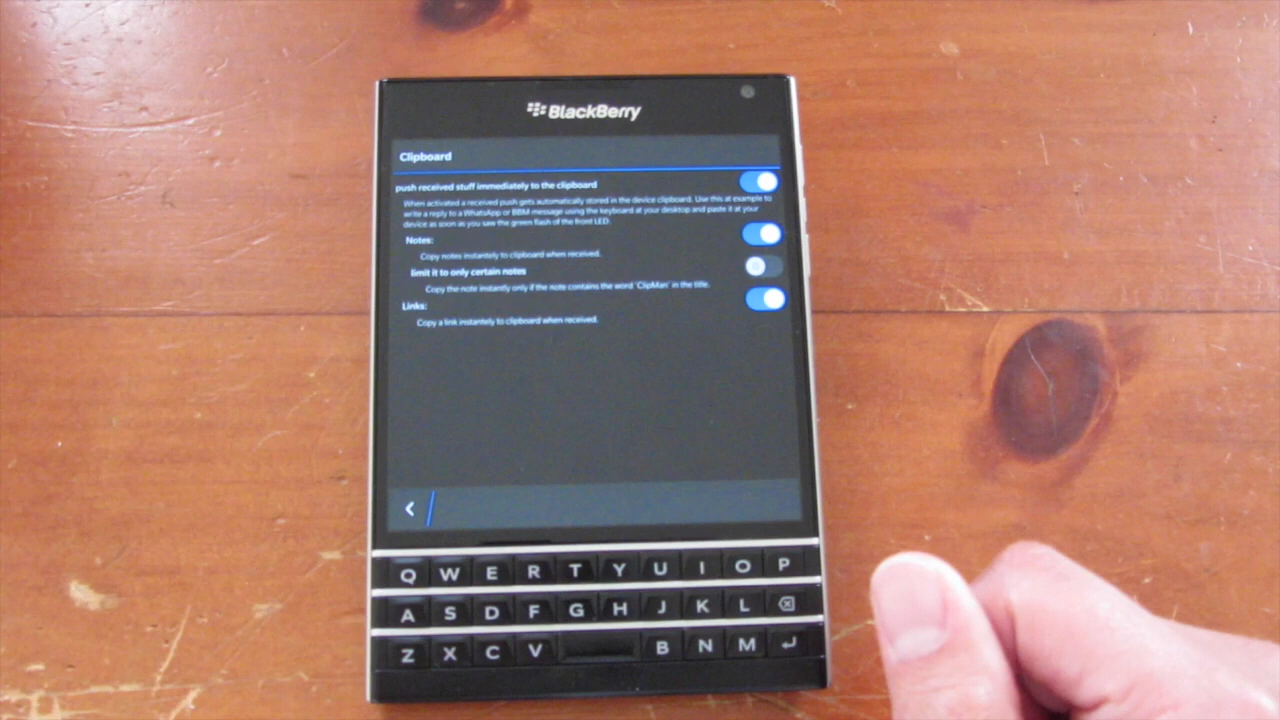 BlackBerry
Clipboard
push received stuff immediately to the clipboard
When activated a received push gets automatically stored in the device clipboard. Use this at example to
write a reply to a WhatsApp or BBM message using the keyboard at your desktop and paste it at your
device as soon as you saw the green flash of the front LED.
Notes:
Copy notes instantely to clipboard when received.
limit it to only certain notes
Copy the note instantly only if the note contains the word 'ClipMan' in the title.
Links:
Copy a link instantely to clipboard when received.
Q W E R T Y U I O P
A S D F G H J K L
Z X C V B N M